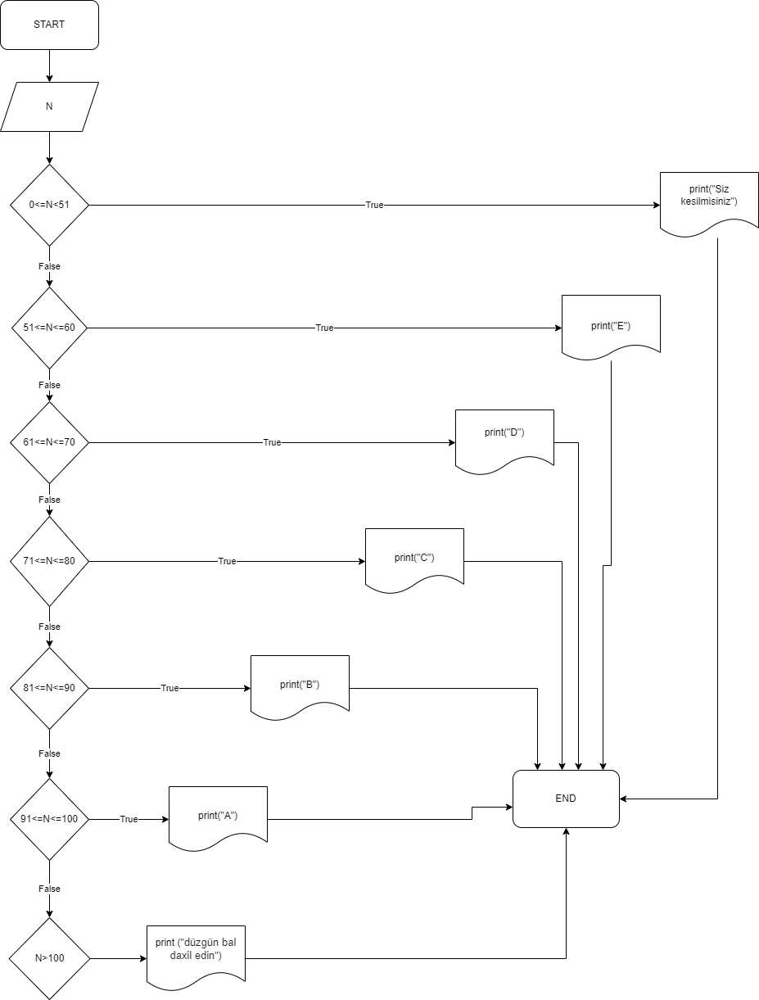 START
N
0<=N<51
True
print("Siz
kesilmisiniz")
False
51<=N<=60
True
print("E")
False
61<=N<=70
True
print("D")
False
71<=N<=80
True
print("C")
False
81<=N<=90
True
print("B")
False
91<=N<=100
True
print("A")
END
False
N>100
print ("düzgün bal
daxil edin")